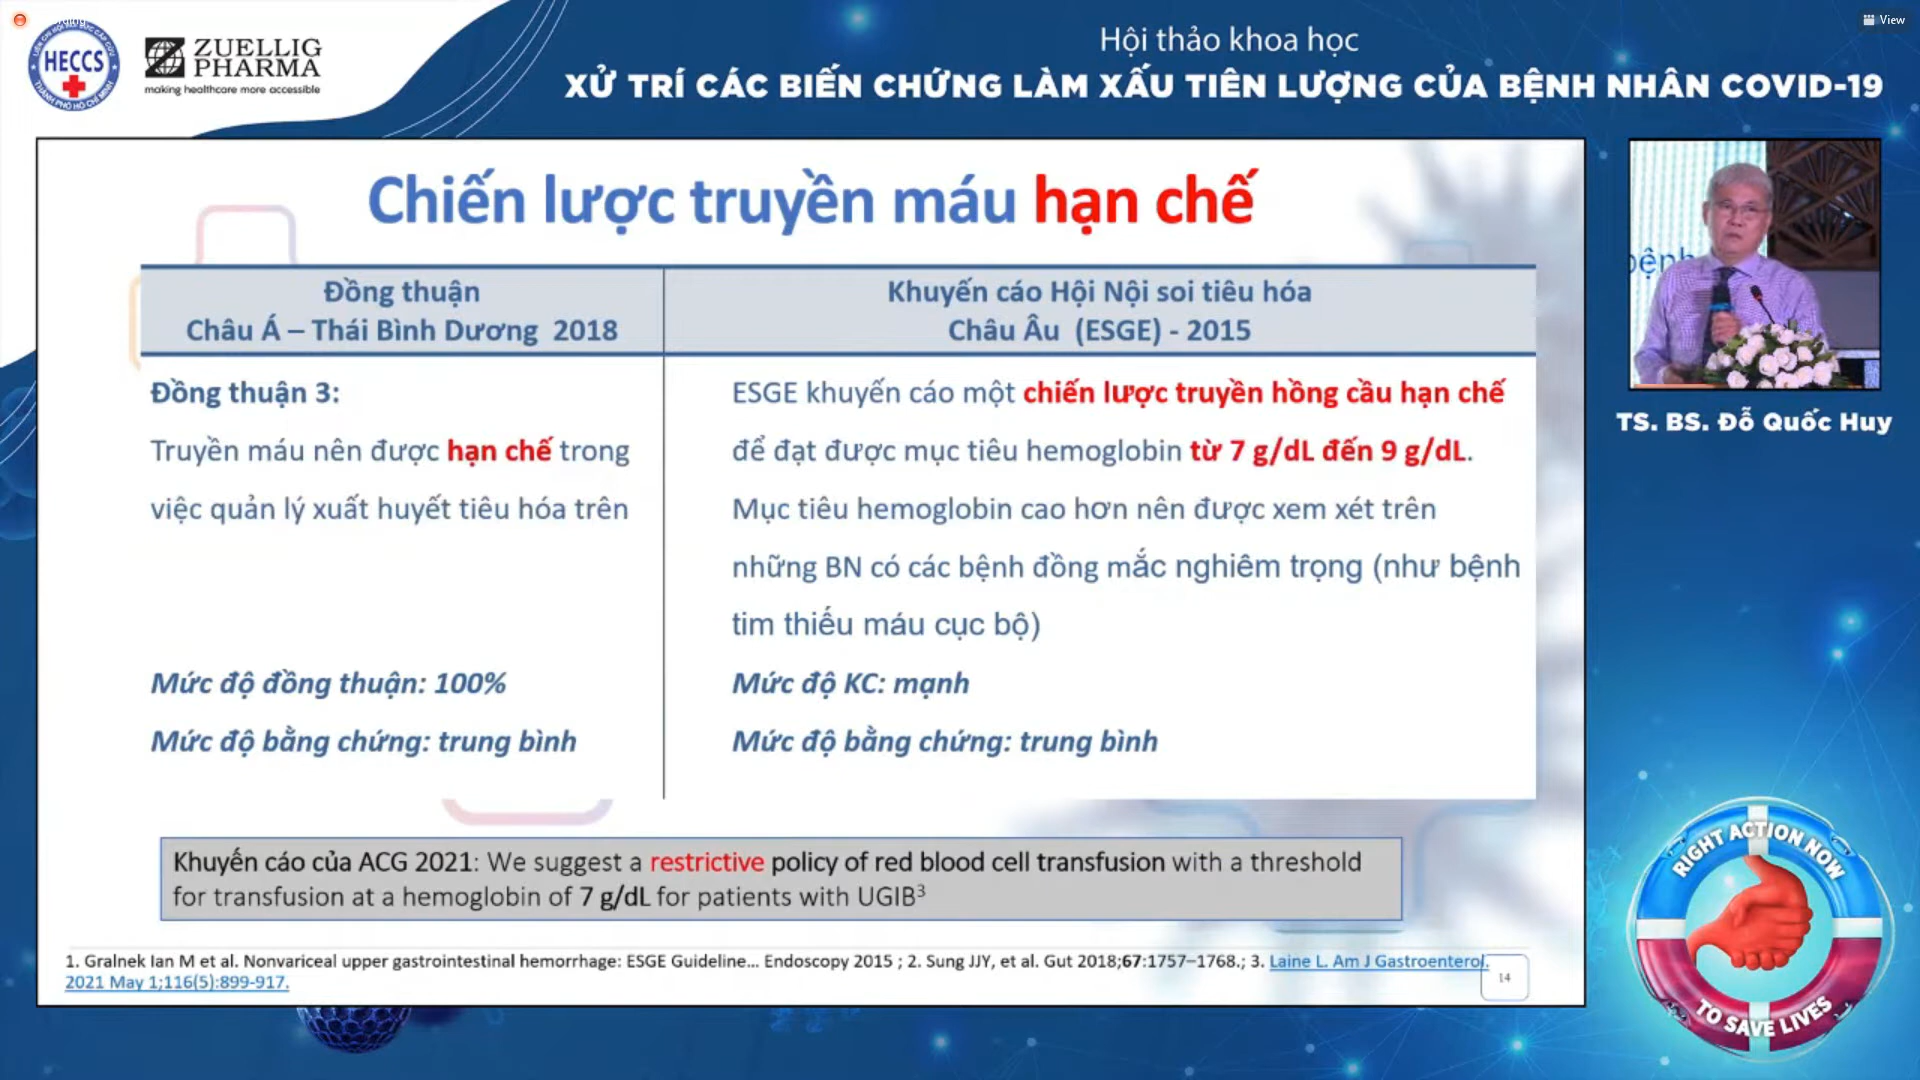 View
HECCS
THÀNH PHỐ HỒ CHÍ MINH
ZUELLIG
PHARMA
making healthcare more accessible
Hội thảo khoa học
XỬ TRÍ CÁC BIẾN CHỨNG LÀM XẤU TIÊN LƯỢNG CỦA BỆNH NHÂN COVID-19
Chiến lược truyền máu hạn chế
Đồng thuận
Châu Á – Thái Bình Dương 2018
Khuyến cáo Hội Nội soi tiêu hóa
Châu Âu (ESGE) - 2015
Đồng thuận 3:
Truyền máu nên được hạn chế trong
việc quản lý xuất huyết tiêu hóa trên
Mức độ đồng thuận: 100%
Mức độ bằng chứng: trung bình
ESGE khuyến cáo một chiến lược truyền hồng cầu hạn chế
để đạt được mục tiêu hemoglobin từ 7 g/dL đến 9 g/dL.
Mục tiêu hemoglobin cao hơn nên được xem xét trên
những BN có các bệnh đồng mắc nghiêm trọng (như bệnh
tim thiếu máu cục bộ)
Mức độ KC: mạnh
Mức độ bằng chứng: trung bình
Khuyến cáo của ACG 2021: We suggest a restrictive policy of red blood cell transfusion with a threshold
for transfusion at a hemoglobin of 7 g/dL for patients with UGIB³
1. Gralnek Ian M et al. Nonvariceal upper gastrointestinal hemorrhage: ESGE Guideline... Endoscopy 2015 ; 2. Sung JJY, et al. Gut 2018;67:1757–1768.; 3. Laine L. Am J Gastroenterol.
2021 May 1;116(5):899-917.
14
bệnh
TS. BS. Đỗ Quốc Huy
RIGHT ACTION NOW
TO SAVE LIVES